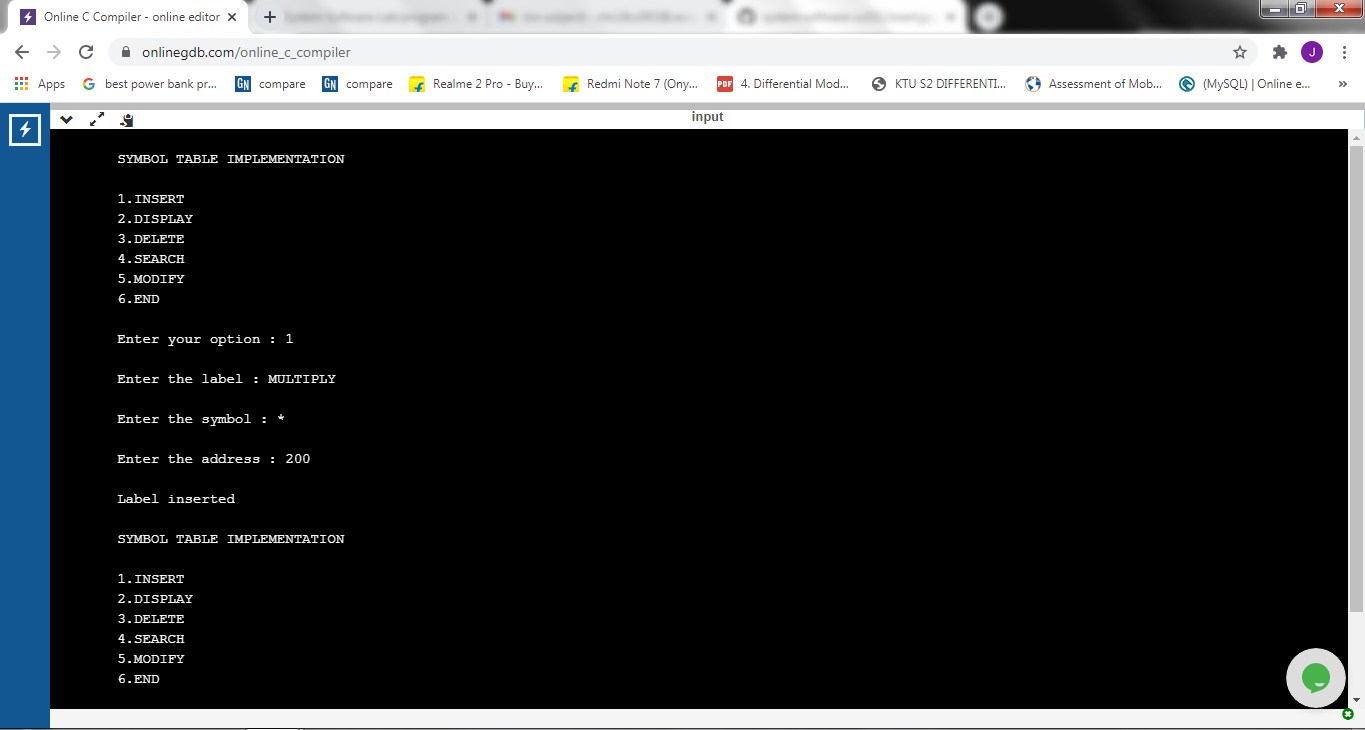 Online C Compiler - online editor
onlinegdb.com/online_c_compiler
J
Apps
best power bank pr...
GN compare
GN compare
Realme 2 Pro - Buy...
Redmi Note 7 (Ony...
PDF 4. Differential Mod...
KTU S2 DIFFERENTI...
Assessment of Mob...
(MySQL) | Online e...
»
input
SYMBOL TABLE IMPLEMENTATION
1.INSERT
2.DISPLAY
3.DELETE
4.SEARCH
5.MODIFY
6.END
Enter your option : 1
Enter the label : MULTIPLY
Enter the symbol : *
Enter the address : 200
Label inserted
SYMBOL TABLE IMPLEMENTATION
1.INSERT
2.DISPLAY
3.DELETE
4.SEARCH
5.MODIFY
6.END